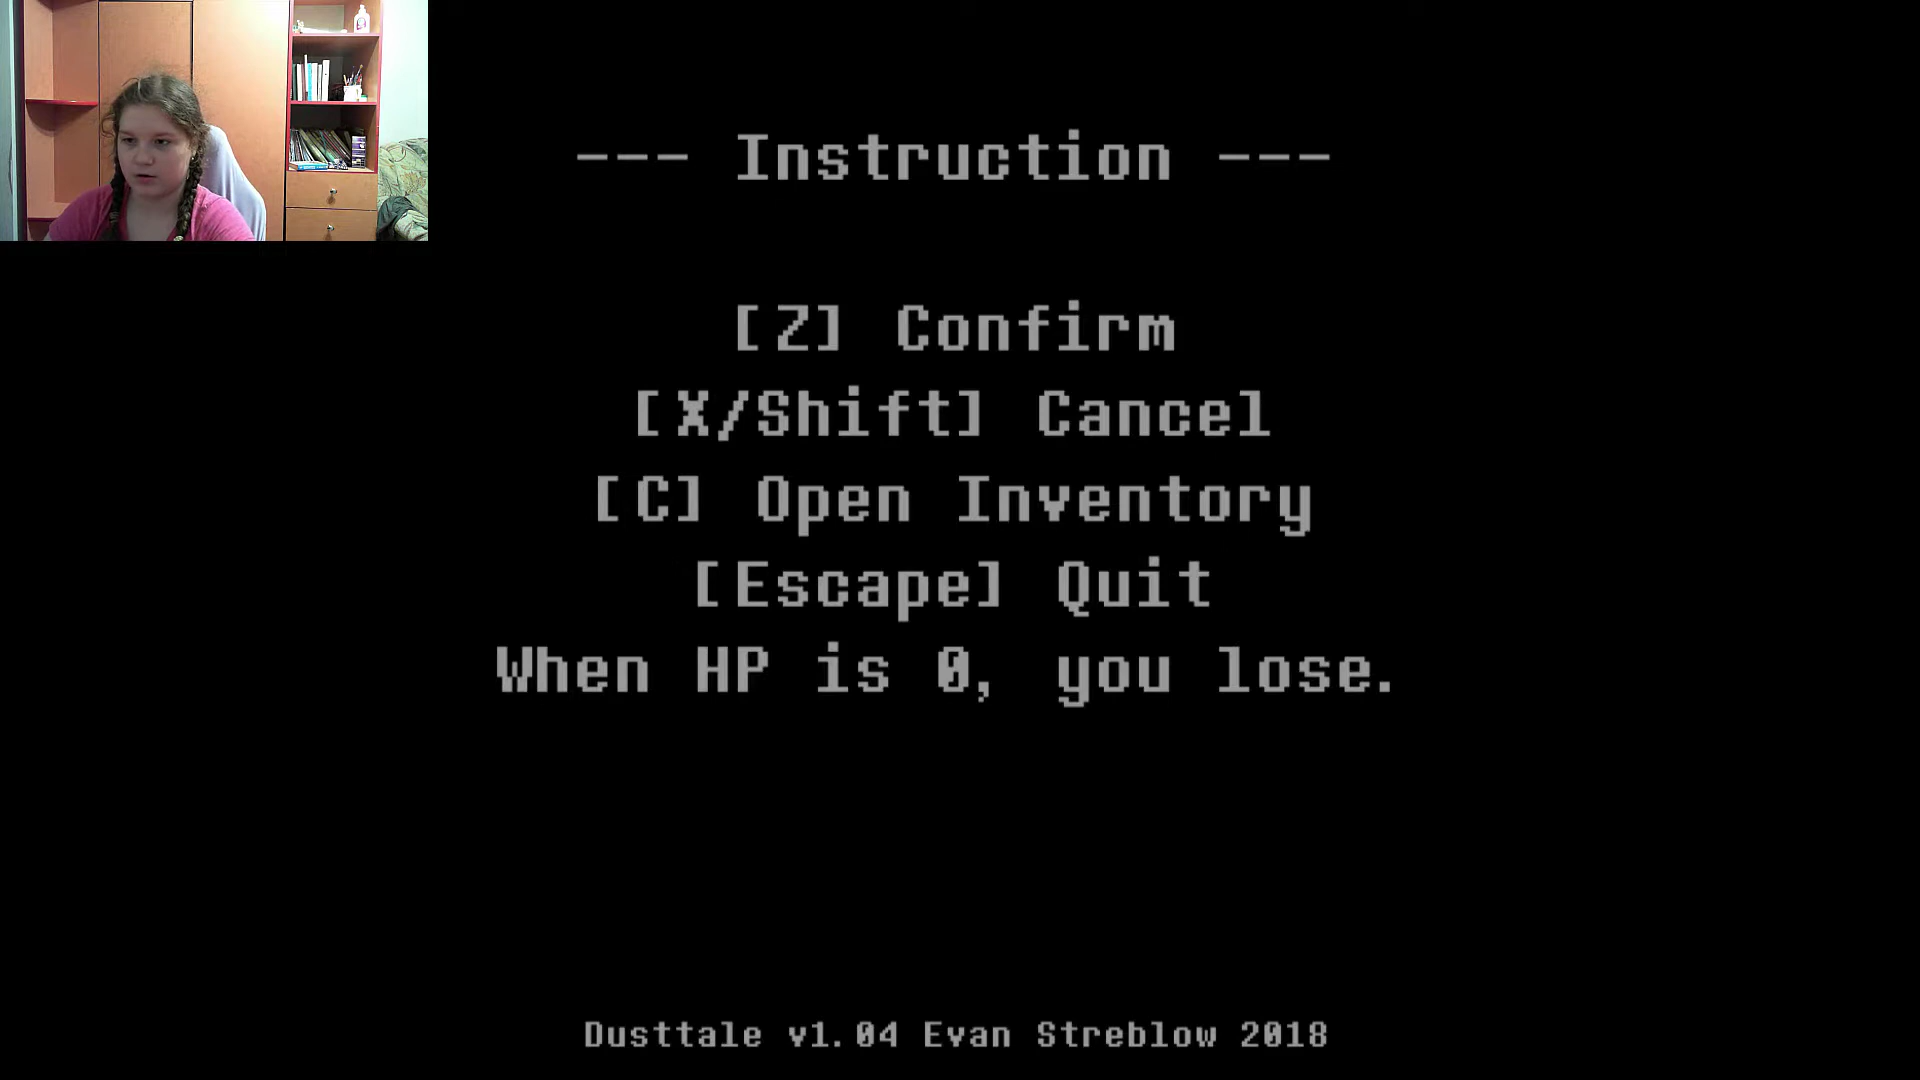 --- Instruction ---
[Z] Confirm
[X/Shift] Cancel
[C] Open Inventory
[Escape] Quit
When HP is 0, you lose.
Dusttale v1.04 Evan Streblow 2018